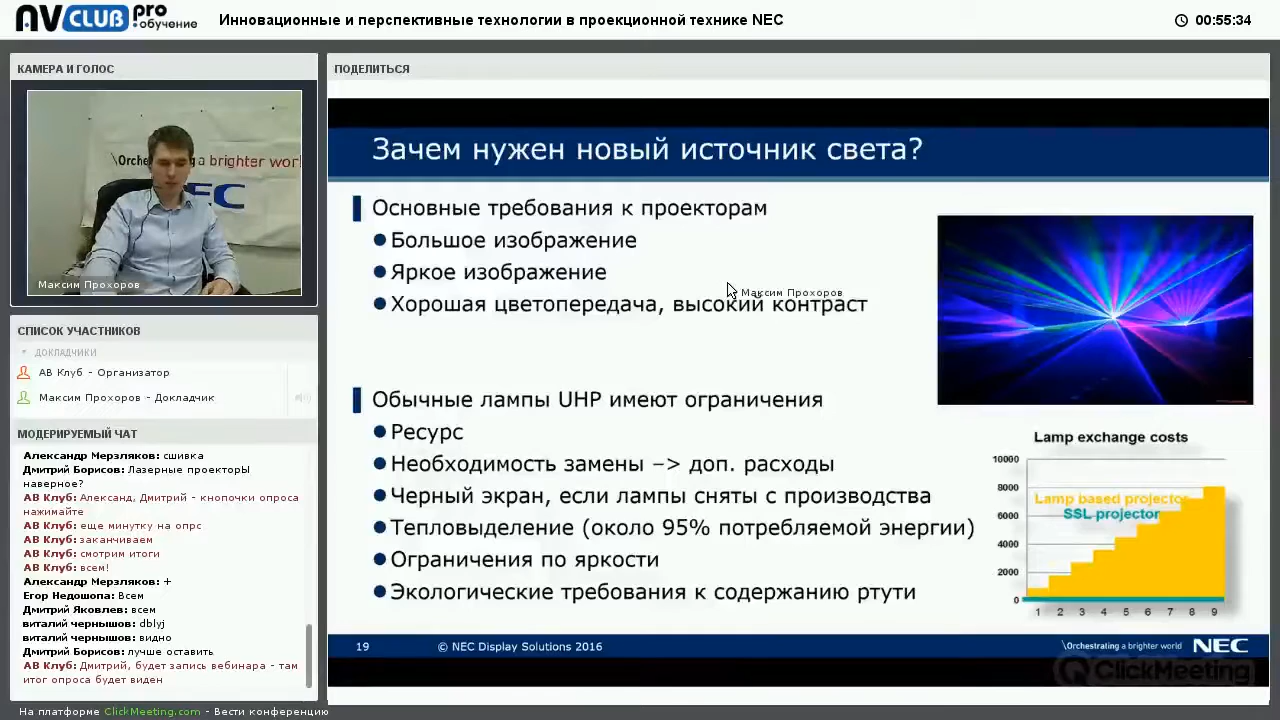 AV CLUB pro обучение
Инновационные и перспективные технологии в проекционной технике NEC
00:55:34
КАМЕРА И ГОЛОС
\Orchestrating a brighter worl
NEC
Максим Прохоров
СПИСОК УЧАСТНИКОВ
ДОКЛАДЧИКИ
АВ Клуб - Организатор
Максим Прохоров - Докладчик
МОДЕРИРУЕМЫЙ ЧАТ
Александр Мерзляков: сшивка
Дмитрий Борисов: Лазерные проекторЫ
наверное?
АВ Клуб: Александ, Дмитрий - кнопочки опроса
нажимайте
АВ Клуб: еще минутку на опрс
АВ Клуб: заканчиваем
АВ Клуб: смотрим итоги
АВ Клуб: всем!
Александр Мерзляков: +
Егор Недошопа: Всем
Дмитрий Яковлев: всем
виталий чернышов: dblyj
виталий чернышов: видно
Дмитрий Борисов: лучше оставить
АВ Клуб: Дмитрий, будет запись вебинара - там
итог опроса будет виден
На платформе ClickMeeting.com - Вести конференцию
ПОДЕЛИТЬСЯ
Зачем нужен новый источник света?
Основные требования к проекторам
Большое изображение
Яркое изображение
Максим Прохоров
Хорошая цветопередача, высокий контраст
Обычные лампы UHP имеют ограничения
Ресурс
Необходимость замены –> доп. расходы
Черный экран, если лампы сняты с производства
Тепловыделение (около 95% потребляемой энергии)
Ограничения по яркости
Экологические требования к содержанию ртути
Lamp exchange costs
10000
8000
6000
4000
2000
0
Lamp based projector
SSL projector
1 2 3 4 5 6 7 8 9
19
© NEC Display Solutions 2016
\Orchestrating a brighter world
NEC
ClickMeeting